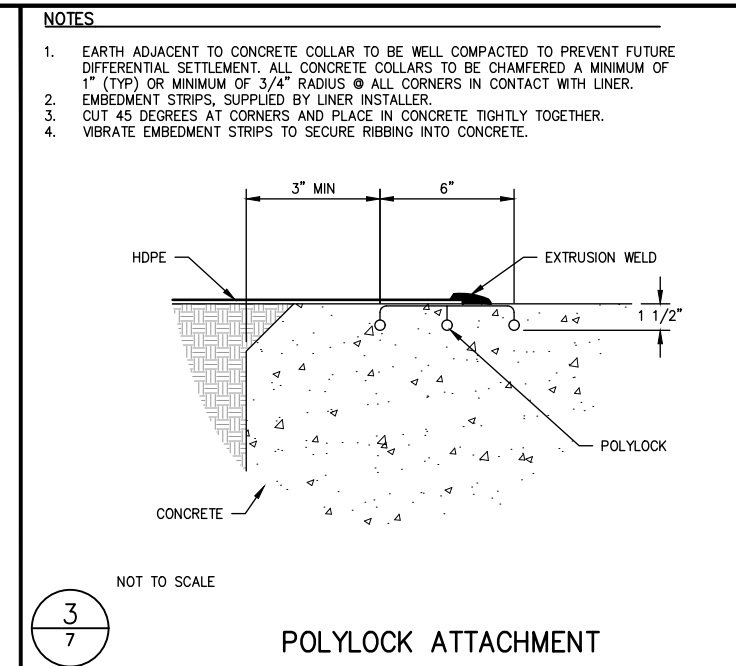 NOTES
1. EARTH ADJACENT TO CONCRETE COLLAR TO BE WELL COMPACTED TO PREVENT FUTURE
DIFFERENTIAL SETTLEMENT. ALL CONCRETE COLLARS TO BE CHAMFERED A MINIMUM OF
1" (TYP) OR MINIMUM OF 3/4" RADIUS @ ALL CORNERS IN CONTACT WITH LINER.
2. EMBEDMENT STRIPS, SUPPLIED BY LINER INSTALLER.
3. CUT 45 DEGREES AT CORNERS AND PLACE IN CONCRETE TIGHTLY TOGETHER.
4. VIBRATE EMBEDMENT STRIPS TO SECURE RIBBING INTO CONCRETE.
3" MIN
6"
HDPE
EXTRUSION WELD
1 1/2"
POLYLOCK
CONCRETE
NOT TO SCALE
3
7
POLYLOCK ATTACHMENT